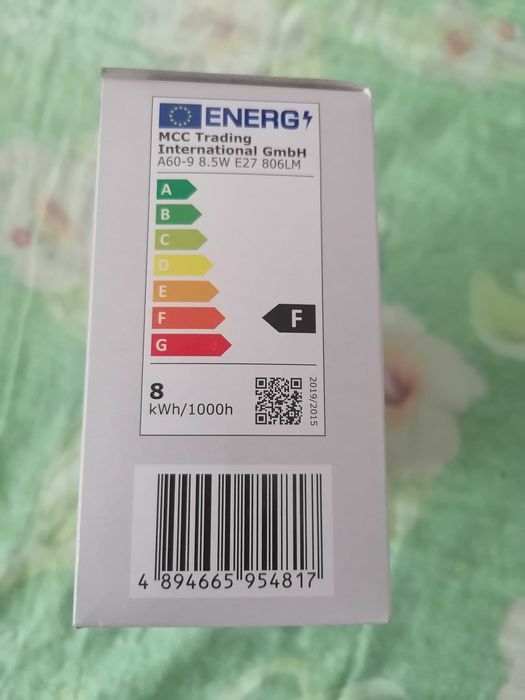 ENERG
MCC Trading
International GmbH
A60-9 8.5W E27 806LM
A
B
C
D
E
F
F
G
8
kWh/1000h
2019/2015
4 894665 954817